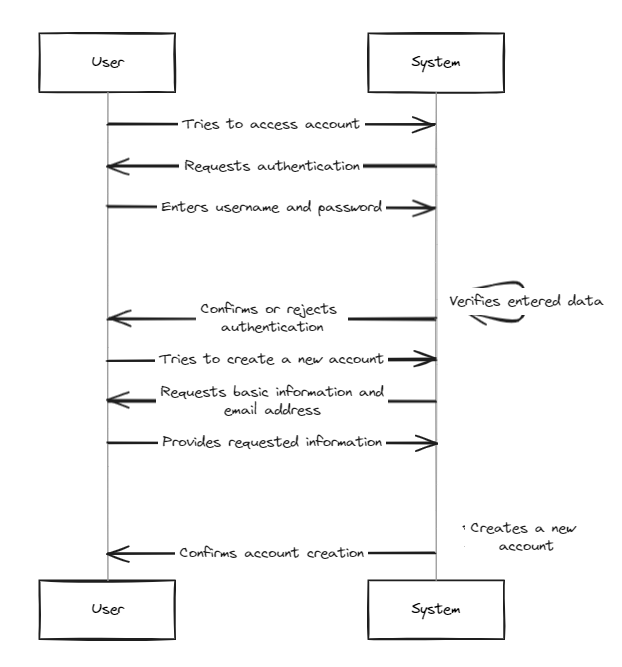 User
System
Tries to access account
Requests authentication
Enters username and password
Verifies entered data
Confirms or rejects
authentication
Tries to create a new account
Requests basic information and
email address
Provides requested information
Creates a new
account
Confirms account creation
User
System